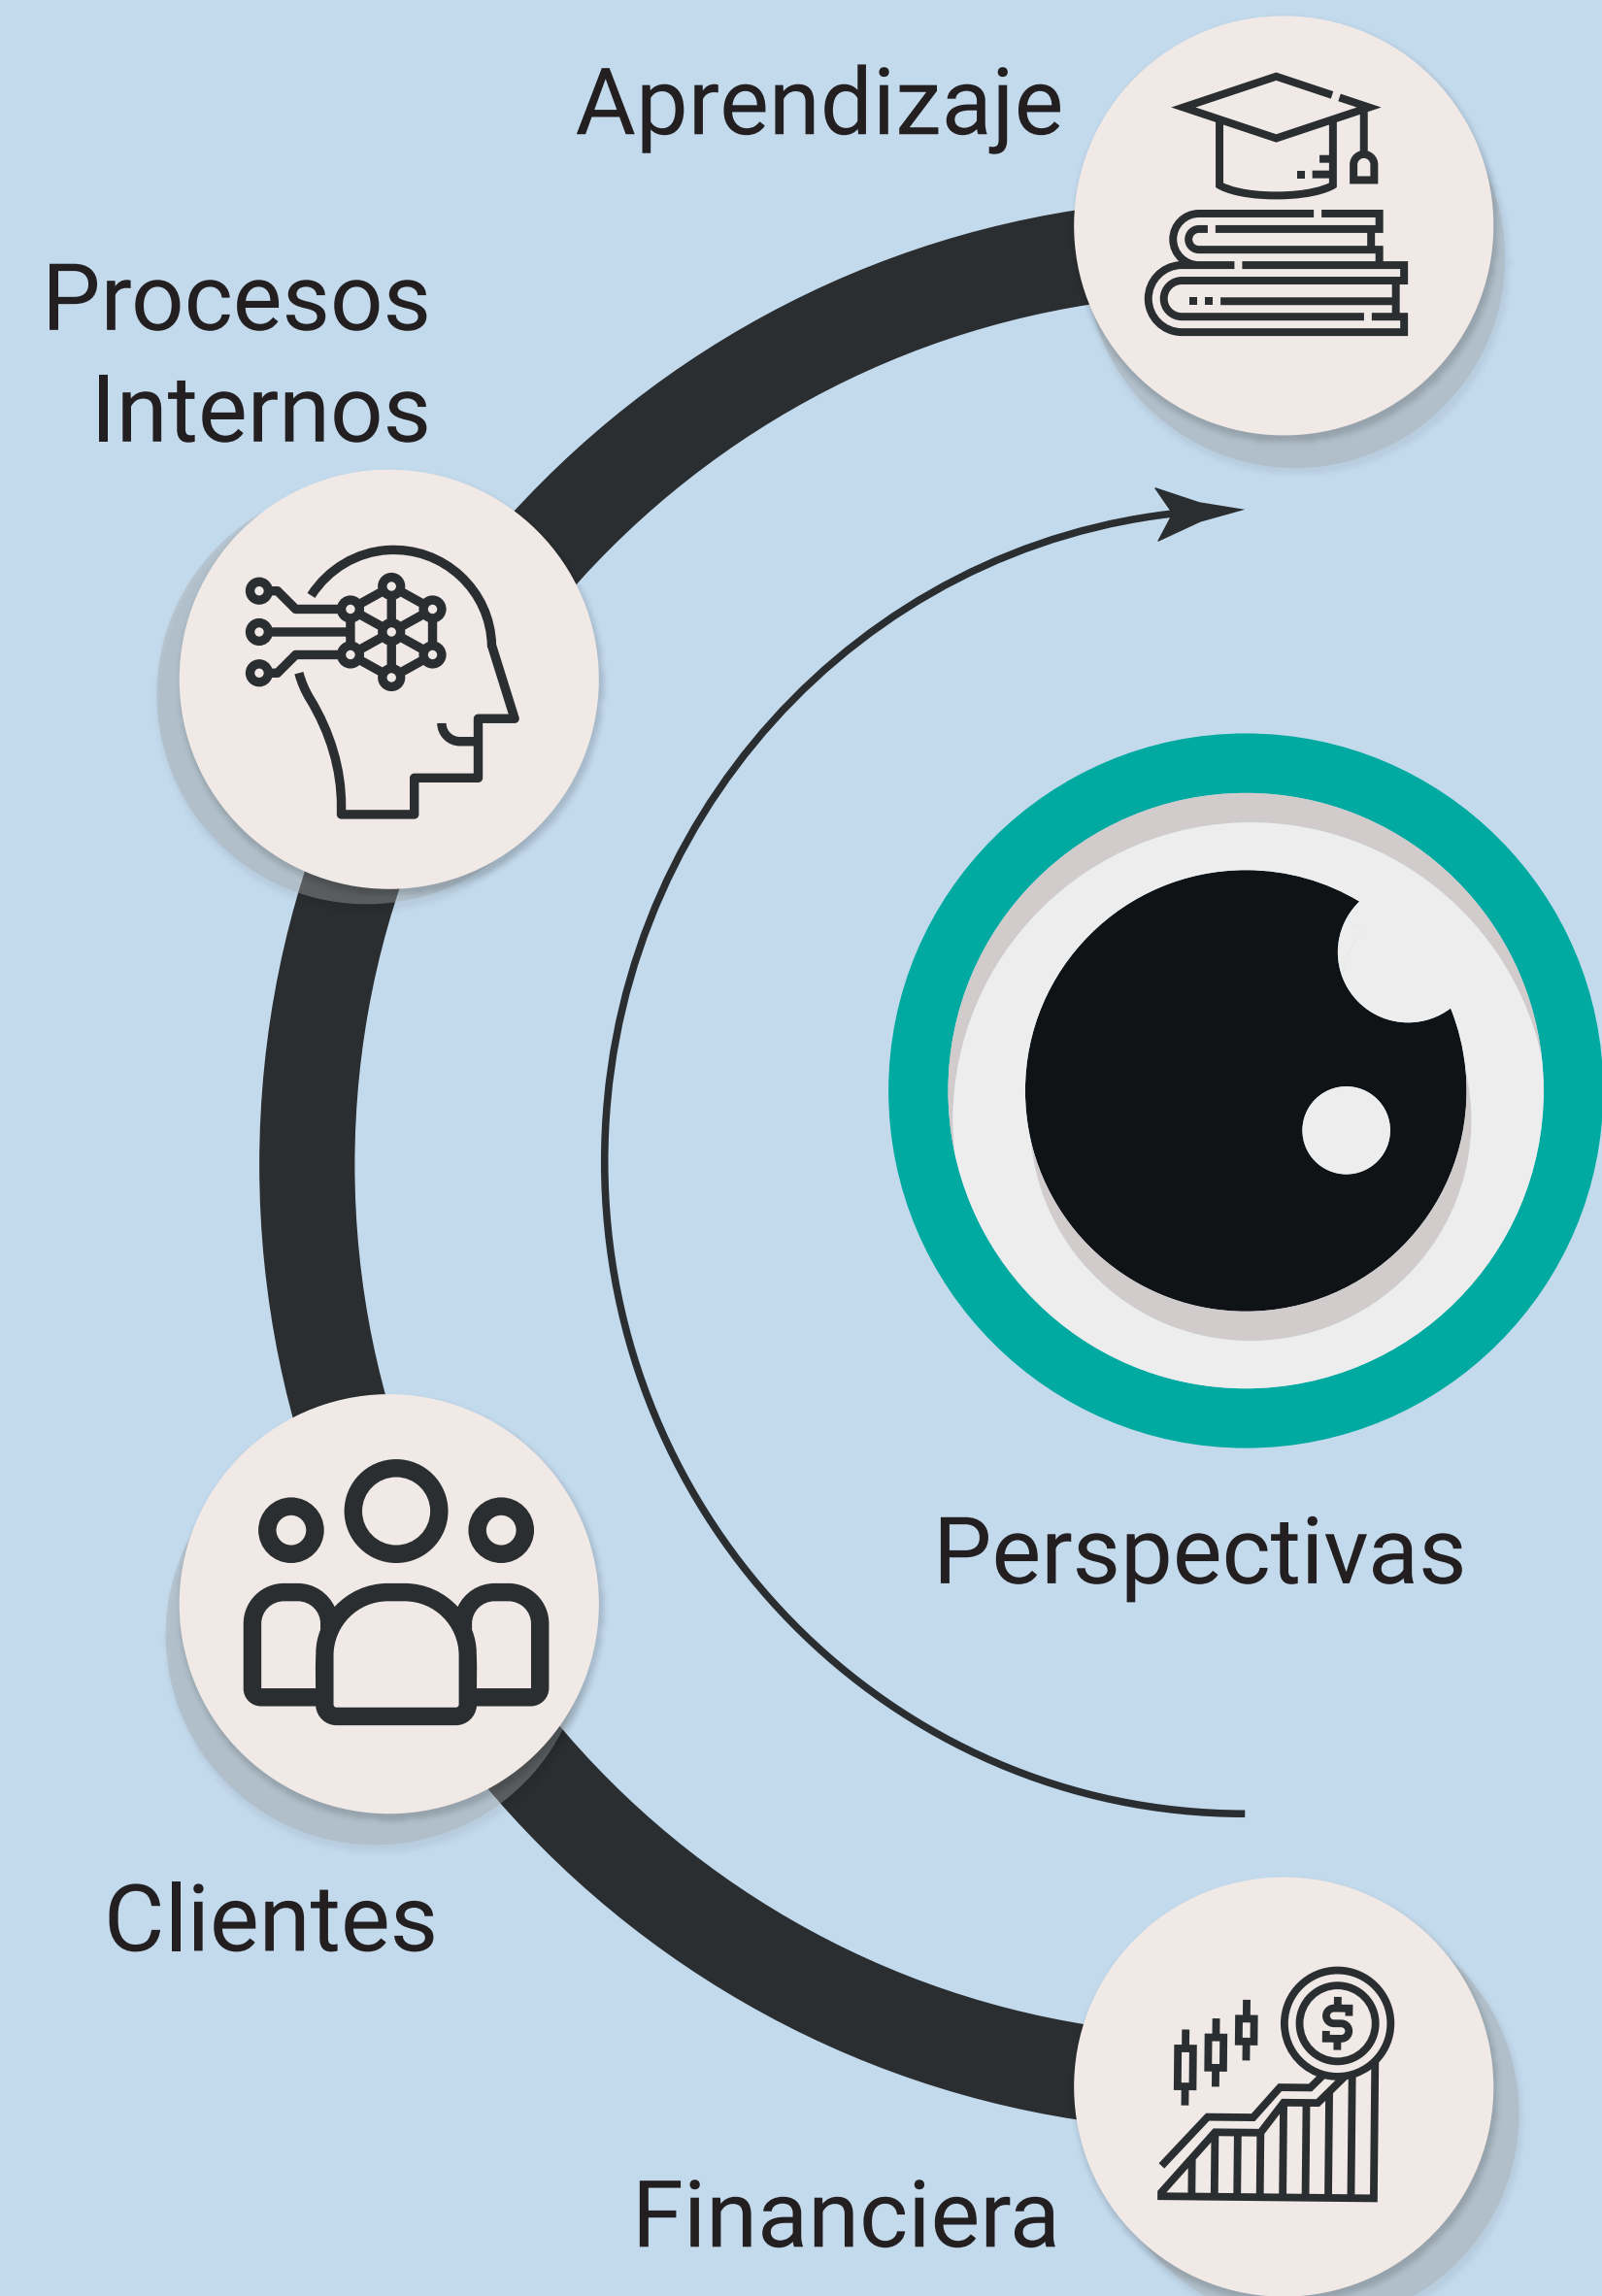 Aprendizaje
Procesos
Internos
Perspectivas
Clientes
$
Financiera